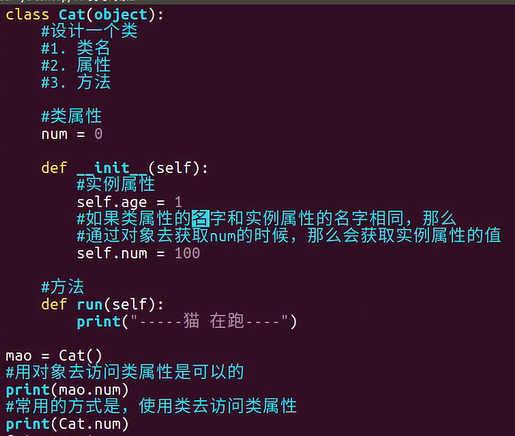 class Cat(object):
    #设计一个类
    #1. 类名
    #2. 属性
    #3. 方法

    #类属性
    num = 0

    def __init__(self):
        #实例属性
        self.age = 1
        #如果类属性的名字和实例属性的名字相同，那么
        #通过对象去获取num的时候，那么会获取实例属性的值
        self.num = 100

    #方法
    def run(self):
        print("-----猫 在跑----")

mao = Cat()
#用对象去访问类属性是可以的
print(mao.num)
#常用的方式是，使用类去访问类属性
print(Cat.num)